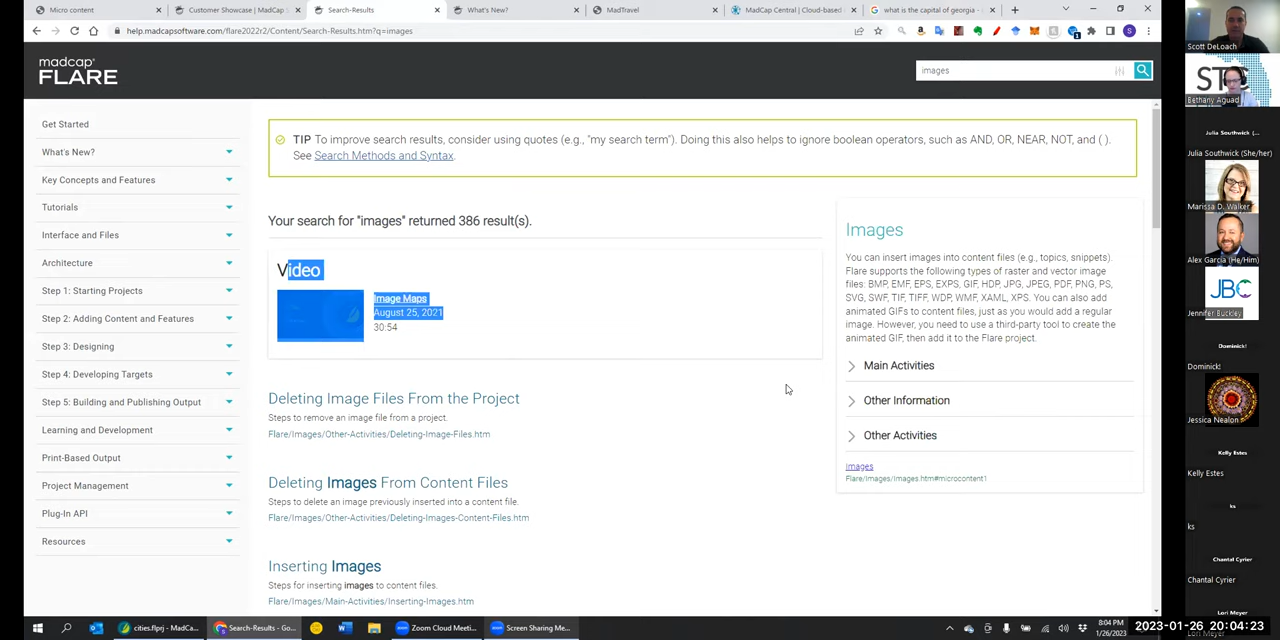 Micro content
Customer Showcase | MadCap S
Search-Results
What's New?
MadTravel
MadCap Central | Cloud-based
what is the capital of georgia -
help.madcapsoftware.com/flare2022r2/Content/Search-Results.htm?q=images
madcap
FLARE
images
Get Started
What's New?
Key Concepts and Features
Tutorials
Interface and Files
Architecture
Step 1: Starting Projects
Step 2: Adding Content and Features
Step 3: Designing
Step 4: Developing Targets
Step 5: Building and Publishing Output
Learning and Development
Print-Based Output
Project Management
Plug-In API
Resources
TIP To improve search results, consider using quotes (e.g., "my search term"). Doing this also helps to ignore boolean operators, such as AND, OR, NEAR, NOT, and ( ).
See Search Methods and Syntax.
Your search for "images" returned 386 result(s).
Video
Image Maps
August 25, 2021
30:54
Deleting Image Files From the Project
Steps to remove an image file from a project.
Flare/Images/Other-Activities/Deleting-Image-Files.htm
Deleting Images From Content Files
Steps to delete an image previously inserted into a content file.
Flare/Images/Other-Activities/Deleting-Images-Content-Files.htm
Inserting Images
Steps for inserting images to content files.
Flare/Images/Main-Activities/Inserting-Images.htm
Images
You can insert images into content files (e.g., topics, snippets).
Flare supports the following types of raster and vector image
files: BMP, EMF, EPS, EXPS, GIF, HDP, JPG, JPEG, PDF, PNG, PS,
SVG, SWF, TIF, TIFF, WDP, WMF, XAML, XPS. You can also add
animated GIFs to content files, just as you would add a regular
image. However, you need to use a third-party tool to create the
animated GIF, then add it to the Flare project.
Main Activities
Other Information
Other Activities
Images
Flare/Images/Images.htm#microcontent1
Scott DeLoach
STC
Bethany Aguad
Julia Southwick (...
Julia Southwick (She/her)
Marissa D. Walker
Alex Garcia (He/Him)
JBC
Jennifer Buckley
Dominick!
Dominick!
Jessica Nealon
Kelly Estes
Kelly Estes
ks
ks
Chantal Cyrier
Chantal Cyrier
Lori Meyer
cities.flprj - MadCa...
Search-Results - Go...
Zoom Cloud Meeti...
Screen Sharing Mee...
8:04 PM
1/26/2023
2023-01-26 20:04:23